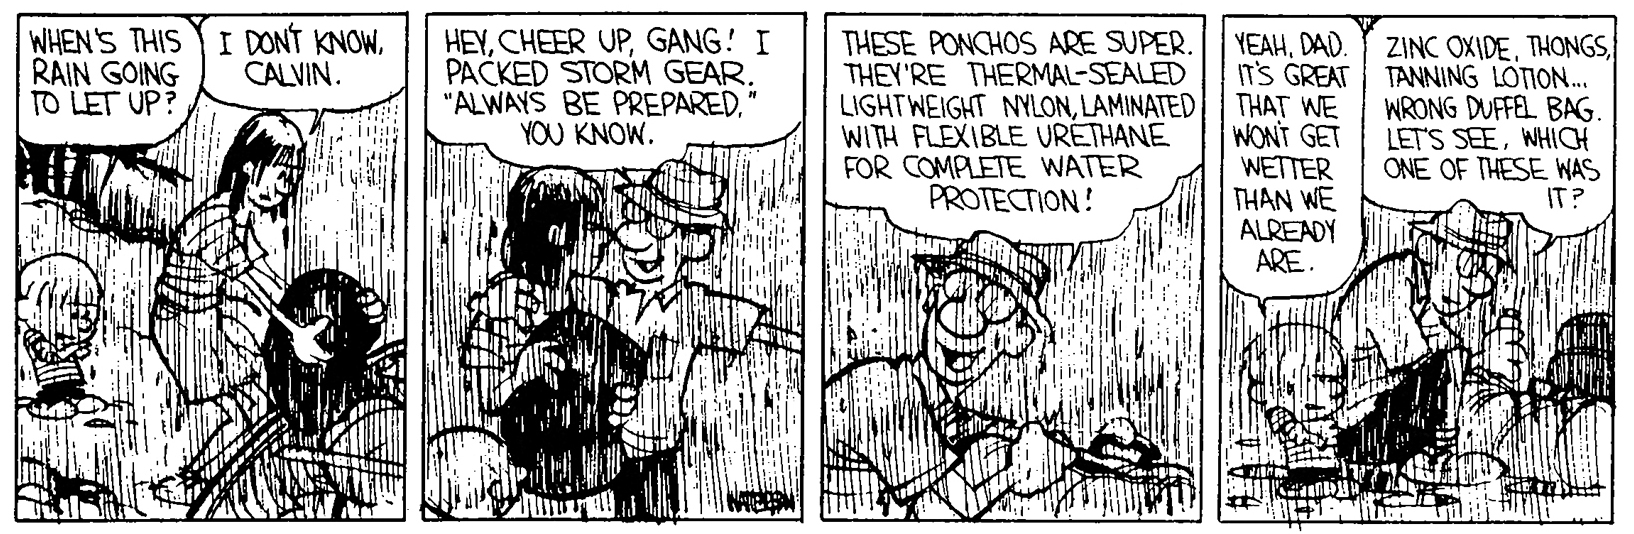 WHEN'S THIS
RAIN GOING
TO LET UP?
I DON'T KNOW,
CALVIN.
HEY, CHEER UP, GANG! I
PACKED STORM GEAR.
"ALWAYS BE PREPARED,"
YOU KNOW.
WATTERSON
THESE PONCHOS ARE SUPER.
THEY'RE THERMAL-SEALED
LIGHTWEIGHT NYLON, LAMINATED
WITH FLEXIBLE URETHANE
FOR COMPLETE WATER
PROTECTION!
YEAH, DAD.
IT'S GREAT
THAT WE
WON'T GET
WETTER
THAN WE
ALREADY
ARE.
ZINC OXIDE, THONGS,
TANNING LOTION...
WRONG DUFFEL BAG.
LET'S SEE, WHICH
ONE OF THESE WAS
IT?